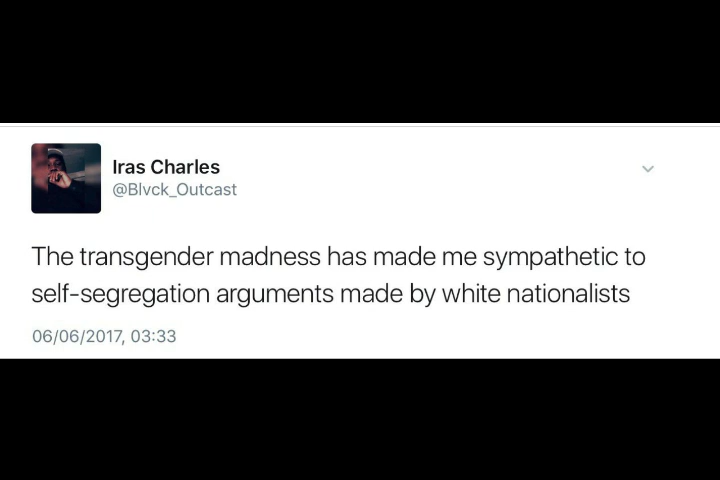 Iras Charles
@Blvck_Outcast
The transgender madness has made me sympathetic to
self-segregation arguments made by white nationalists
06/06/2017, 03:33